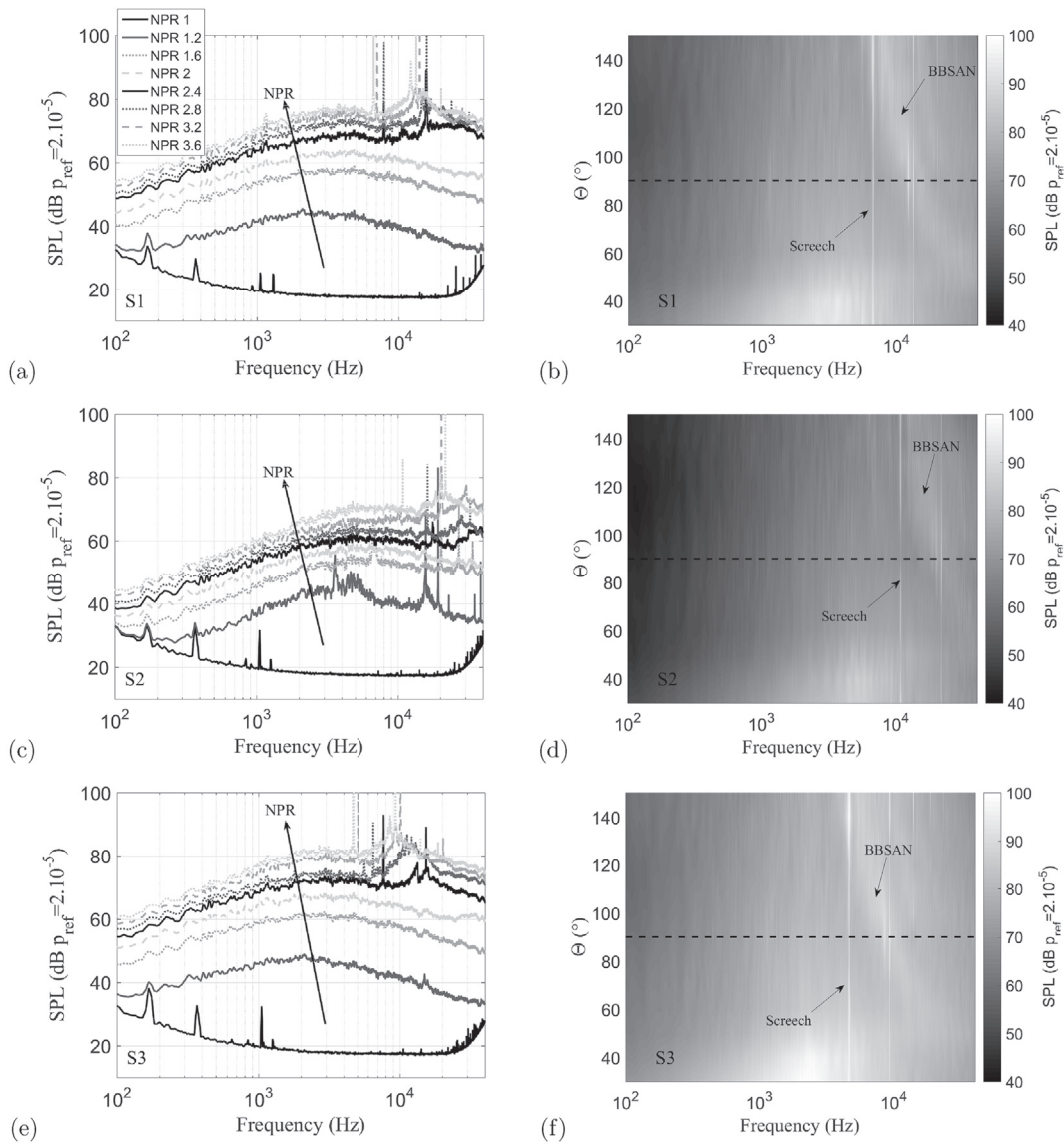 NPR 1
NPR 1.2
NPR 1.6
NPR 2
NPR 2.4
NPR 2.8
NPR 3.2
NPR 3.6
100
80
60
40
20
SPL (dB p_ref=2.10^-5)
NPR
S1
10^2
10^3
10^4
Frequency (Hz)
(a)
140
120
100
80
60
40
Θ (°)
BBSAN
Screech
S1
10^2
10^3
10^4
Frequency (Hz)
100
90
80
70
60
50
40
SPL (dB p_ref=2.10^-5)
(b)
100
80
60
40
20
SPL (dB p_ref=2.10^-5)
NPR
S2
10^2
10^3
10^4
Frequency (Hz)
(c)
140
120
100
80
60
40
Θ (°)
BBSAN
Screech
S2
10^2
10^3
10^4
Frequency (Hz)
100
90
80
70
60
50
40
SPL (dB p_ref=2.10^-5)
(d)
100
80
60
40
20
SPL (dB p_ref=2.10^-5)
NPR
S3
10^2
10^3
10^4
Frequency (Hz)
(e)
140
120
100
80
60
40
Θ (°)
BBSAN
Screech
S3
10^2
10^3
10^4
Frequency (Hz)
100
90
80
70
60
50
40
SPL (dB p_ref=2.10^-5)
(f)